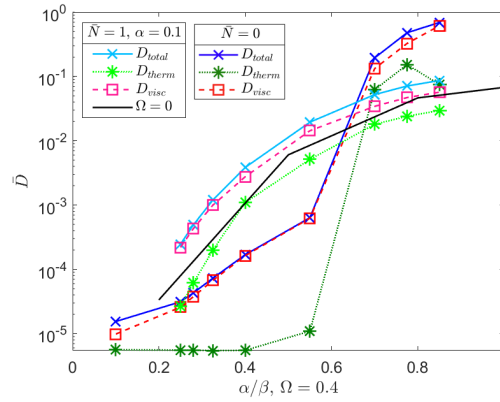 10^0
N̄ = 1, α = 0.1
D_total
D_therm
D_visc
Ω = 0
N̄ = 0
D_total
D_therm
D_visc
10^-1
10^-2
D̄
10^-3
10^-4
10^-5
0 0.2 0.4 0.6 0.8
α/β, Ω = 0.4